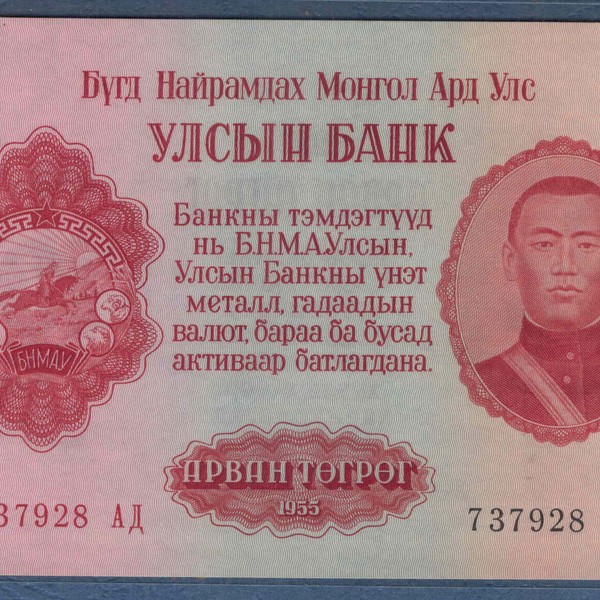 Бүгд Найрамдах Монгол Ард Улс
УЛСЫН БАНК
Банкны тэмдэгтүүд
нь Б.Н.М.А.Улсын,
Улсын Банкны үнэт
металл, гадаадын
валют, бараа ба бусад
активаар батлагдана.
БНМАУ
АРВАН ТӨГРӨГ
1955
37928 АД
737928